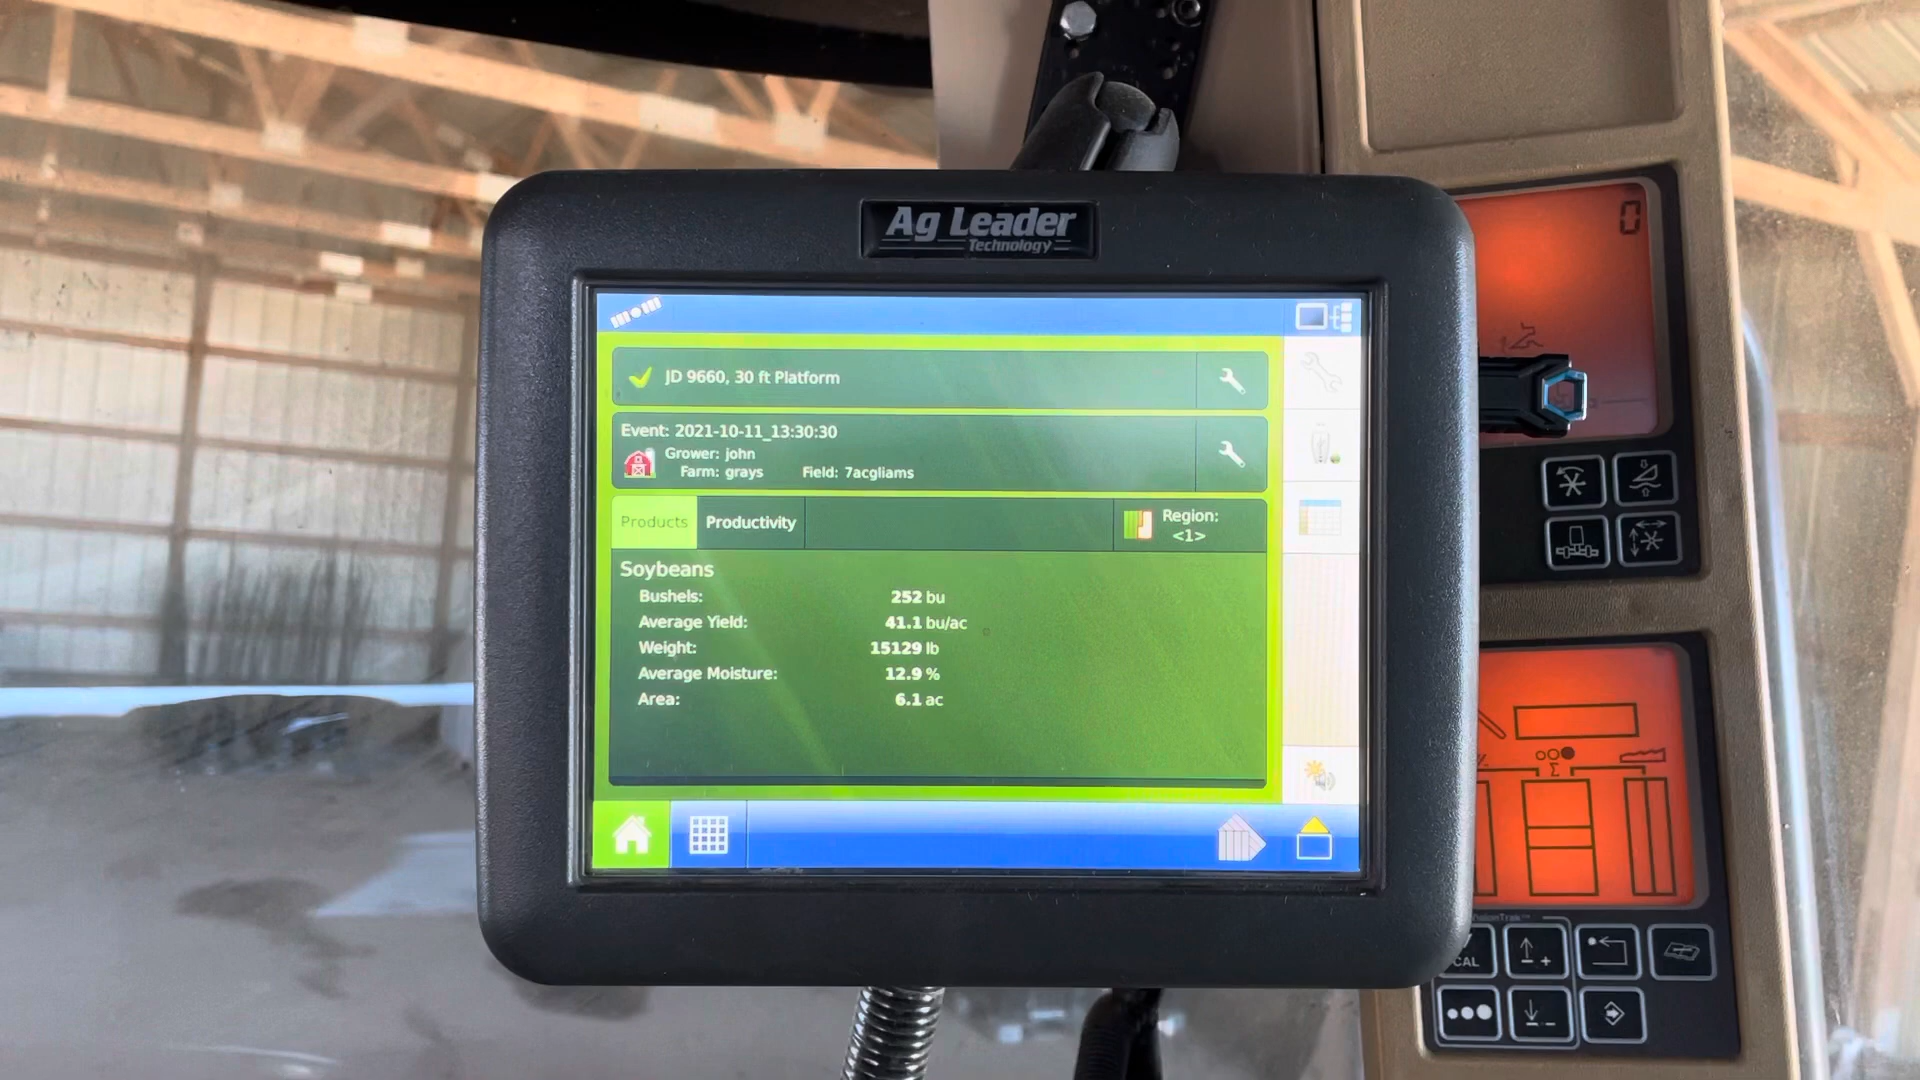 Ag Leader
Technology
0
JD 9660, 30 ft Platform
Event: 2021-10-11_13:30:30
Grower: john
Farm: grays Field: 7acgliams
Products Productivity Region:
<1>
Soybeans
Bushels: 252 bu
Average Yield: 41.1 bu/ac
Weight: 15129 lb
Average Moisture: 12.9 %
Area: 6.1 ac
Σ
CAL